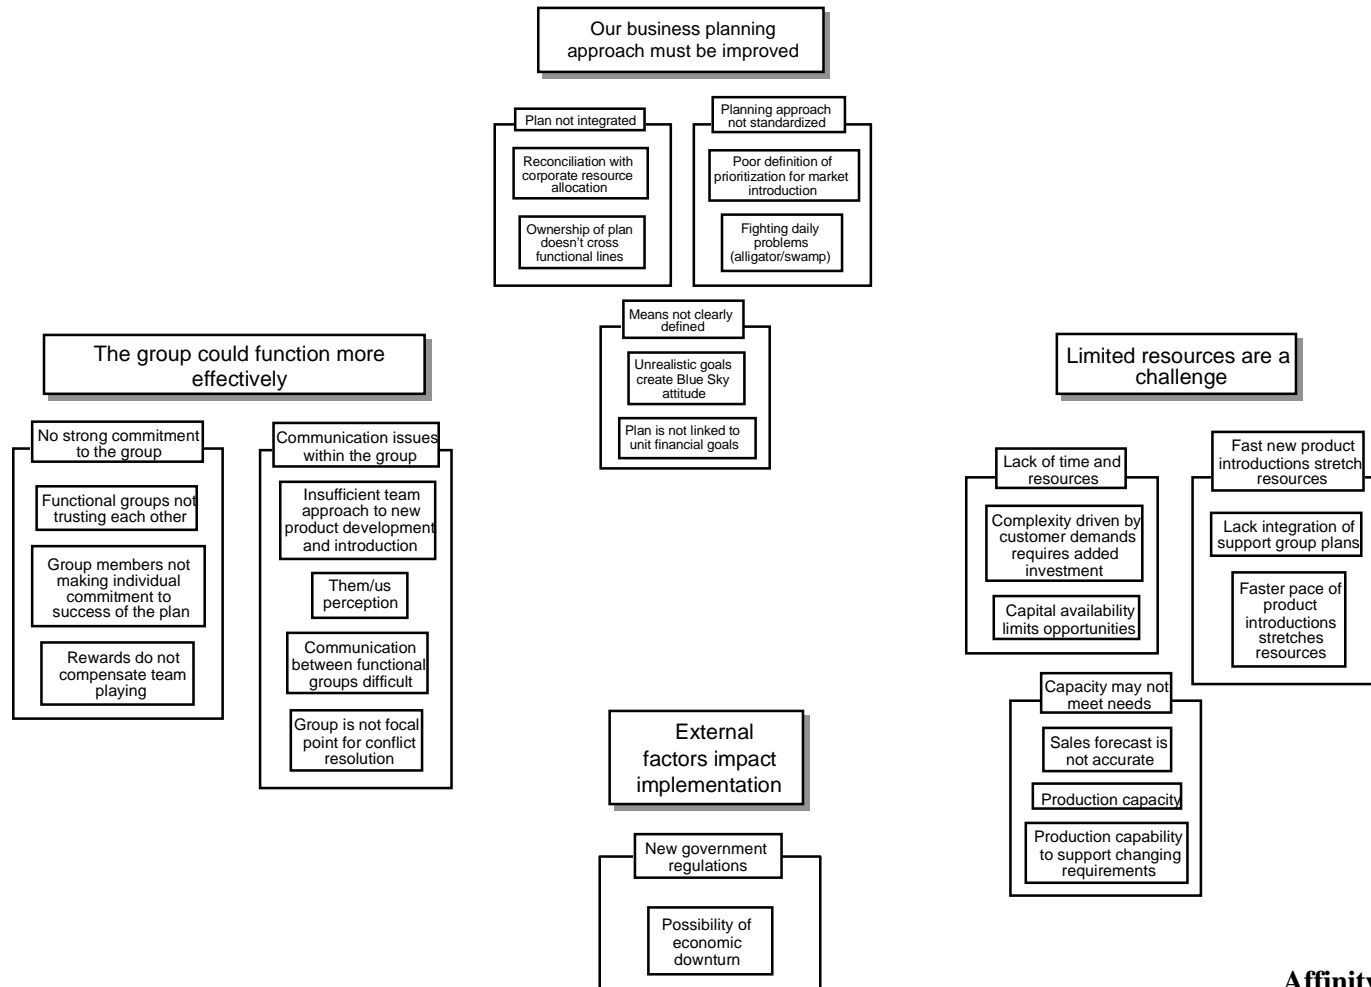 Our business planning
approach must be improved
Plan not integrated
Reconciliation with
corporate resource
allocation
Ownership of plan
doesn't cross
functional lines
Planning approach
not standardized
Poor definition of
prioritization for market
introduction
Fighting daily
problems
(alligator/swamp)
Means not clearly
defined
Unrealistic goals
create Blue Sky
attitude
Plan is not linked to
unit financial goals
The group could function more
effectively
No strong commitment
to the group
Functional groups not
trusting each other
Group members not
making individual
commitment to
success of the plan
Rewards do not
compensate team
playing
Communication issues
within the group
Insufficient team
approach to new
product development
and introduction
Them/us
perception
Communication
between functional
groups difficult
Group is not focal
point for conflict
resolution
Limited resources are a
challenge
Lack of time and
resources
Complexity driven by
customer demands
requires added
investment
Capital availability
limits opportunities
Fast new product
introductions stretch
resources
Lack integration of
support group plans
Faster pace of
product
introductions
stretches
resources
Capacity may not
meet needs
Sales forecast is
not accurate
Production capacity
Production capability
to support changing
requirements
External
factors impact
implementation
New government
regulations
Possibility of
economic
downturn
Affinity